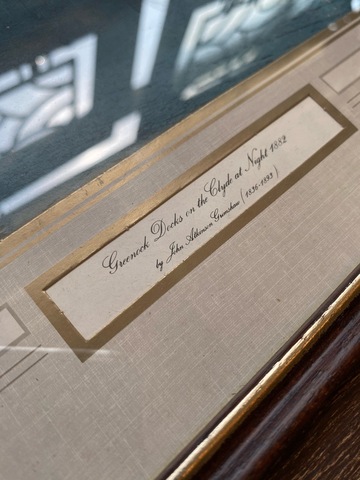 Greenock Docks on the Clyde at Night 1882
by John Atkinson Grimshaw (1836-1893)